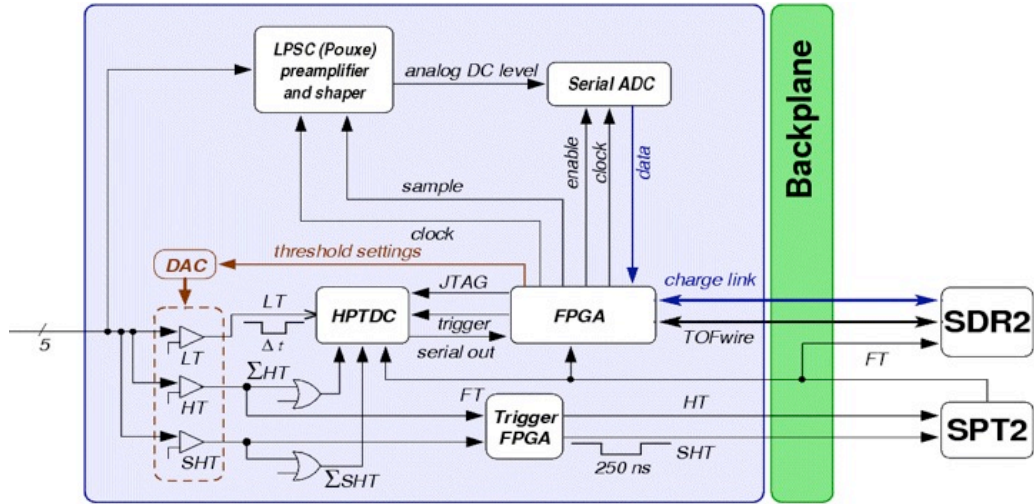 LPSC (Pouxe)
preamplifier
and shaper
analog DC level
Serial ADC
Backplane
enable
clock
data
sample
clock
threshold settings
DAC
charge link
LT
JTAG
HPTDC
FPGA
SDR2
5
Δ t
trigger
TOFwire
LT
serial out
FT
ΣHT
HT
FT
Trigger
FPGA
HT
SPT2
SHT
SHT
250 ns
ΣSHT